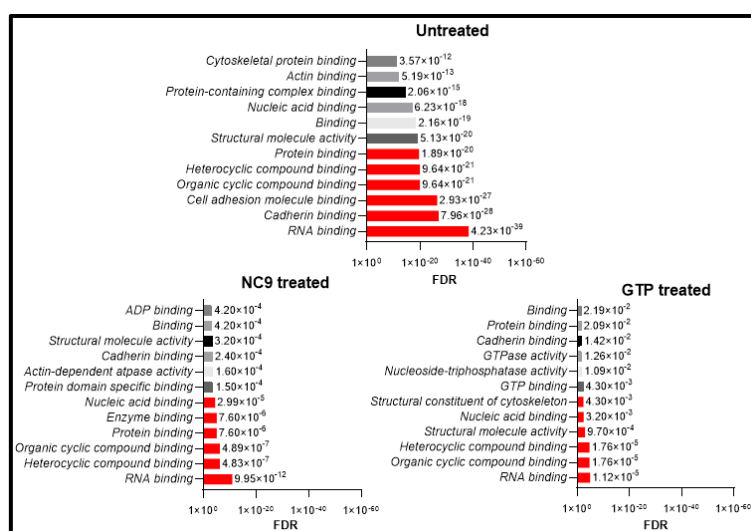 Untreated
Cytoskeletal protein binding 3.57×10⁻¹²
Actin binding 5.19×10⁻¹³
Protein-containing complex binding 2.06×10⁻¹⁵
Nucleic acid binding 6.23×10⁻¹⁸
Binding 2.16×10⁻¹⁹
Structural molecule activity 5.13×10⁻²⁰
Protein binding 1.89×10⁻²⁰
Heterocyclic compound binding 9.64×10⁻²¹
Organic cyclic compound binding 9.64×10⁻²¹
Cell adhesion molecule binding 2.93×10⁻²⁷
Cadherin binding 7.96×10⁻²⁸
RNA binding 4.23×10⁻³⁹
1×10⁰ 1×10⁻²⁰ 1×10⁻⁴⁰ 1×10⁻⁶⁰
FDR
NC9 treated
ADP binding 4.20×10⁻⁴
Binding 4.20×10⁻⁴
Structural molecule activity 3.20×10⁻⁴
Cadherin binding 2.40×10⁻⁴
Actin-dependent atpase activity 1.60×10⁻⁴
Protein domain specific binding 1.50×10⁻⁴
Nucleic acid binding 2.99×10⁻⁵
Enzyme binding 7.60×10⁻⁶
Protein binding 7.60×10⁻⁶
Organic cyclic compound binding 4.89×10⁻⁷
Heterocyclic compound binding 4.83×10⁻⁷
RNA binding 9.95×10⁻¹²
1×10⁰ 1×10⁻²⁰ 1×10⁻⁴⁰ 1×10⁻⁶⁰
FDR
GTP treated
Binding 2.19×10⁻²
Protein binding 2.09×10⁻²
Cadherin binding 1.42×10⁻²
GTPase activity 1.26×10⁻²
Nucleoside-triphosphatase activity 1.09×10⁻²
GTP binding 4.30×10⁻³
Structural constituent of cytoskeleton 4.30×10⁻³
Nucleic acid binding 3.20×10⁻³
Structural molecule activity 9.70×10⁻⁴
Heterocyclic compound binding 1.76×10⁻⁵
Organic cyclic compound binding 1.76×10⁻⁵
RNA binding 1.12×10⁻⁵
1×10⁰ 1×10⁻²⁰ 1×10⁻⁴⁰ 1×10⁻⁶⁰
FDR